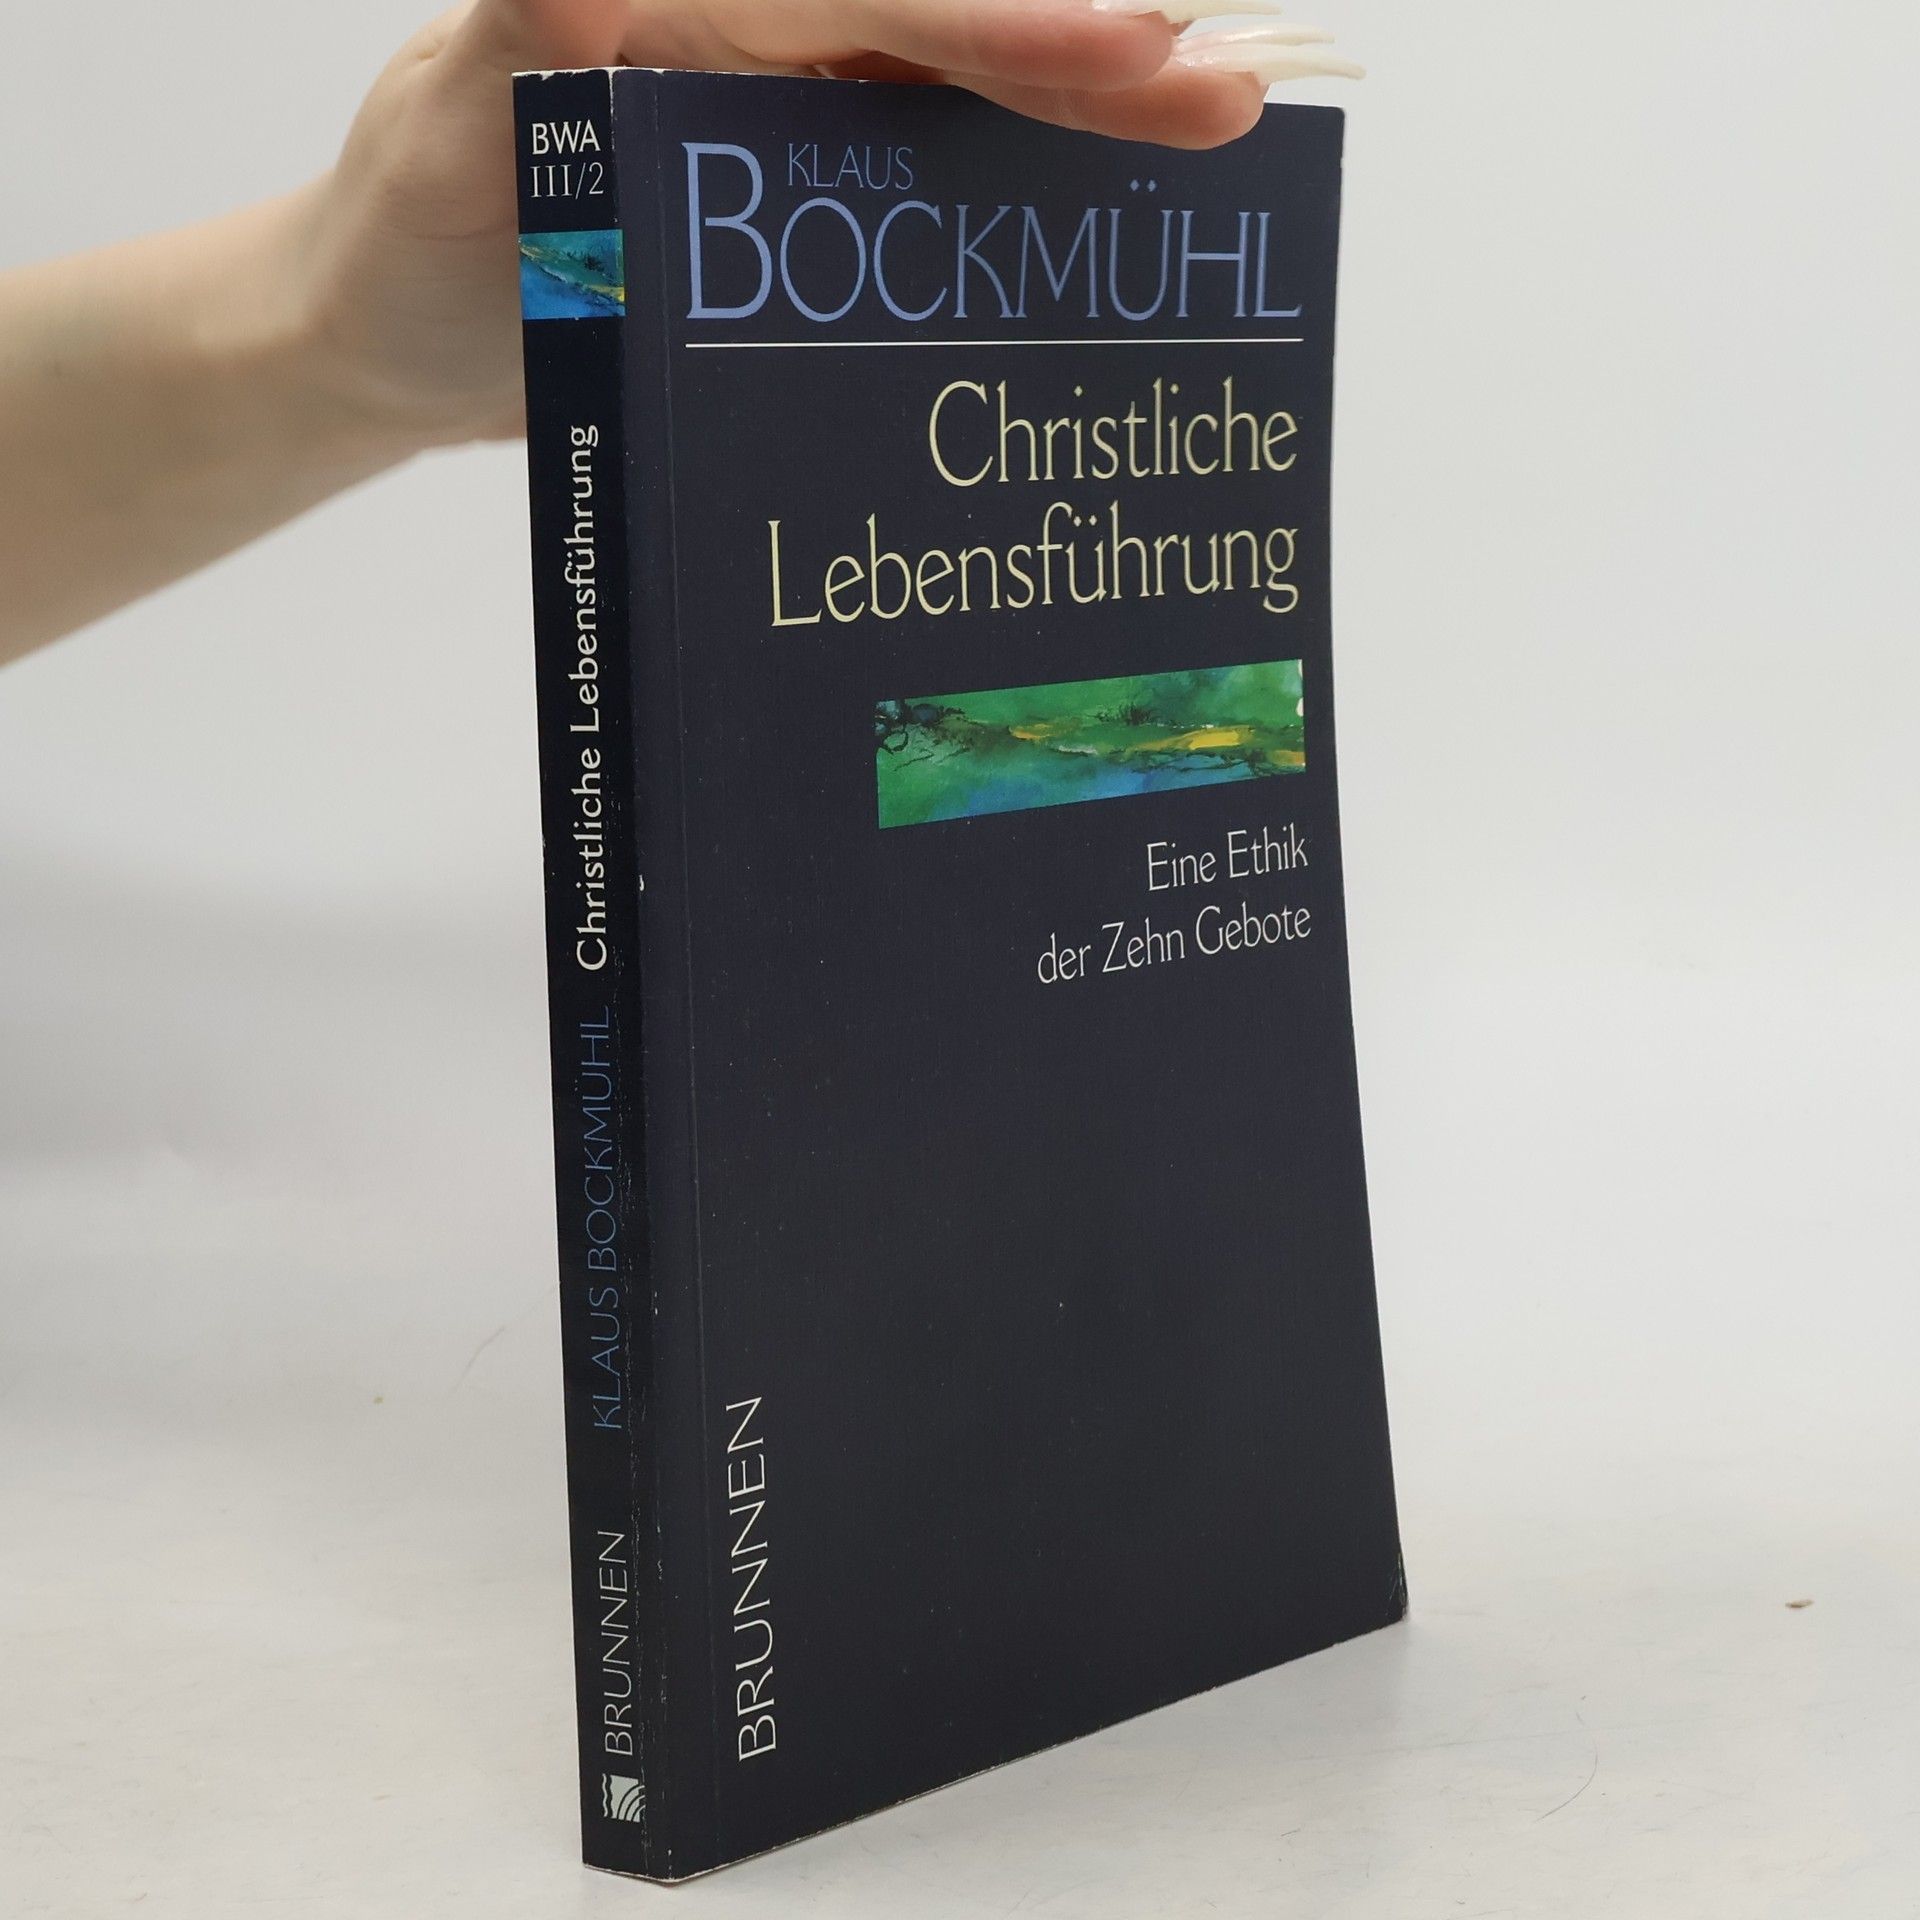 BWA
III/2
Christliche Lebensführung
KLAUS BOCKMÜHL
BRUNNEN
KLAUS
BOCKMÜHL
Christliche
Lebensführung
Eine Ethik
der Zehn Gebote
BRUNNEN